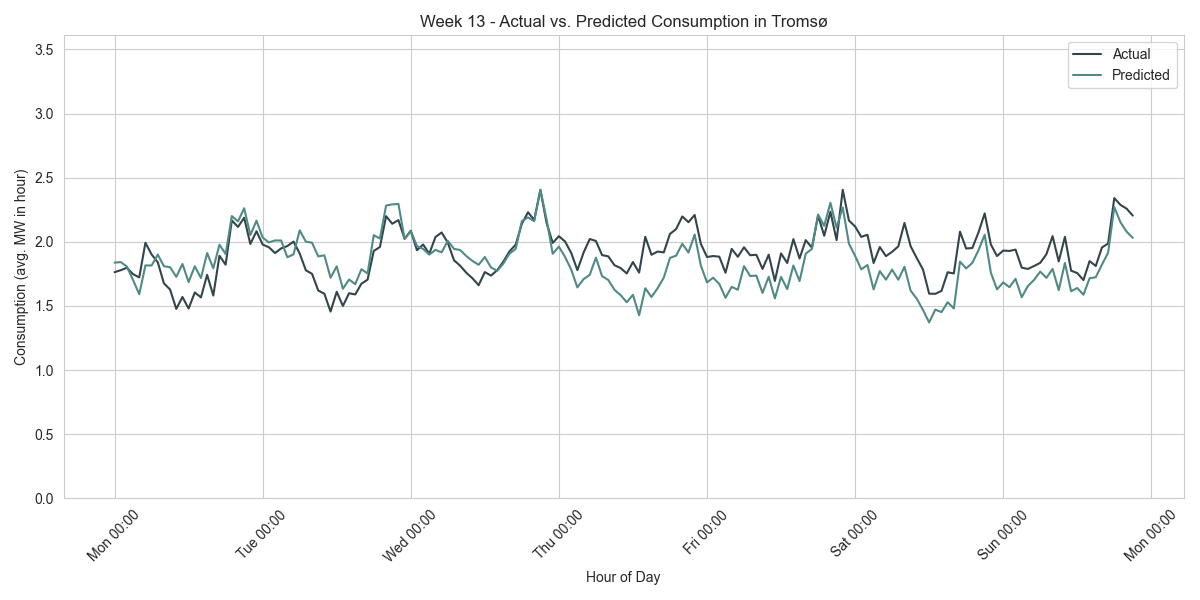 Week 13 - Actual vs. Predicted Consumption in Tromsø
Actual
Predicted
3.5
3.0
2.5
2.0
1.5
1.0
0.5
0.0
Consumption (avg. MW in hour)
Mon 00:00
Tue 00:00
Wed 00:00
Thu 00:00
Fri 00:00
Sat 00:00
Sun 00:00
Mon 00:00
Hour of Day